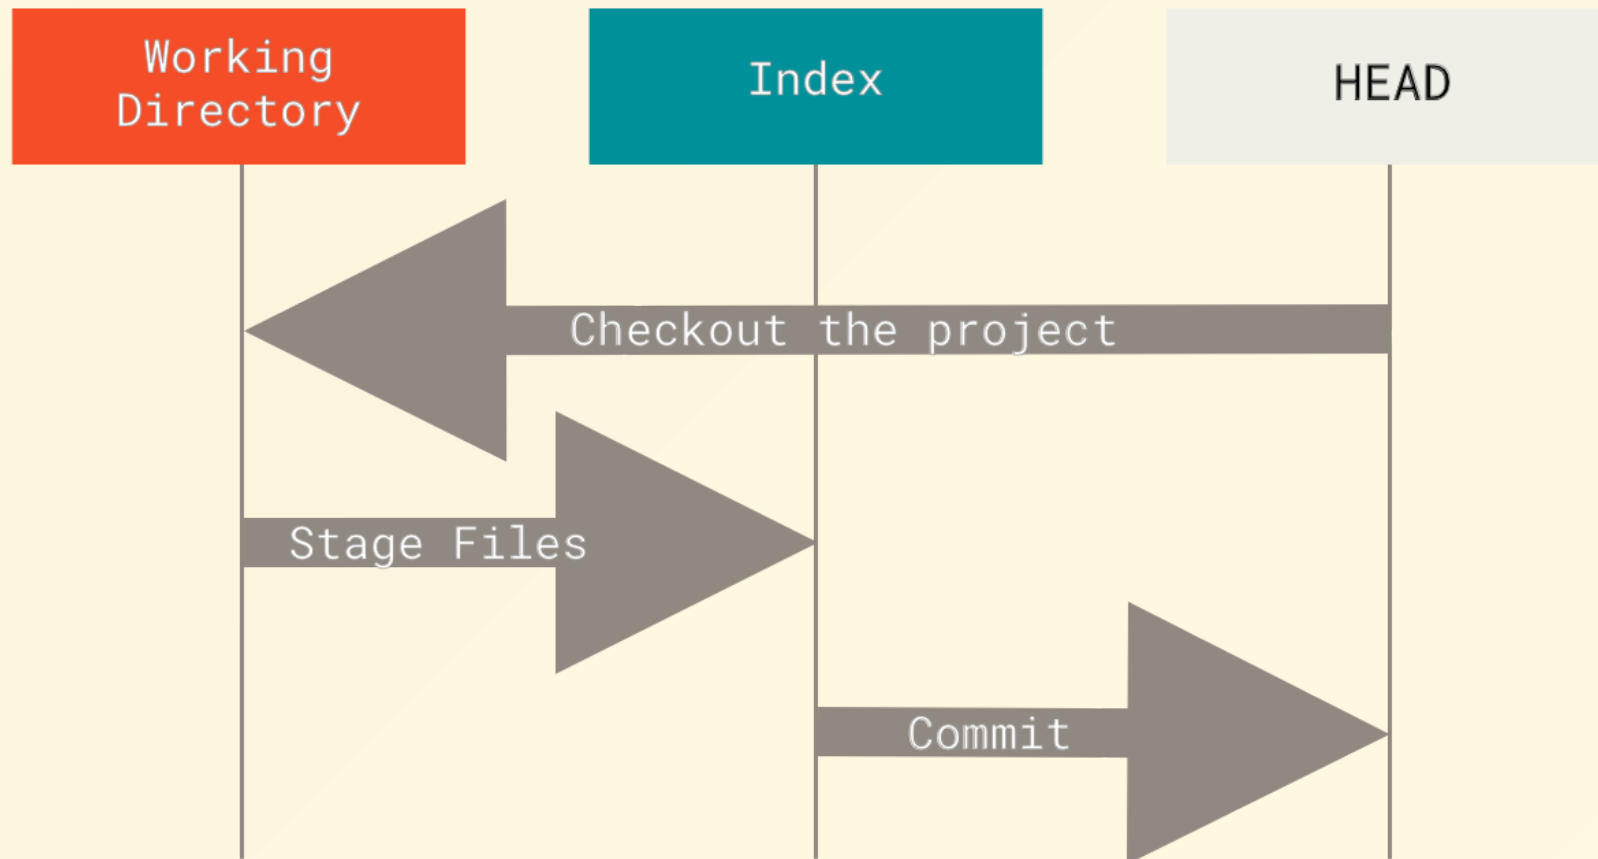 Working
Directory
Index
HEAD
Checkout the project
Stage Files
Commit